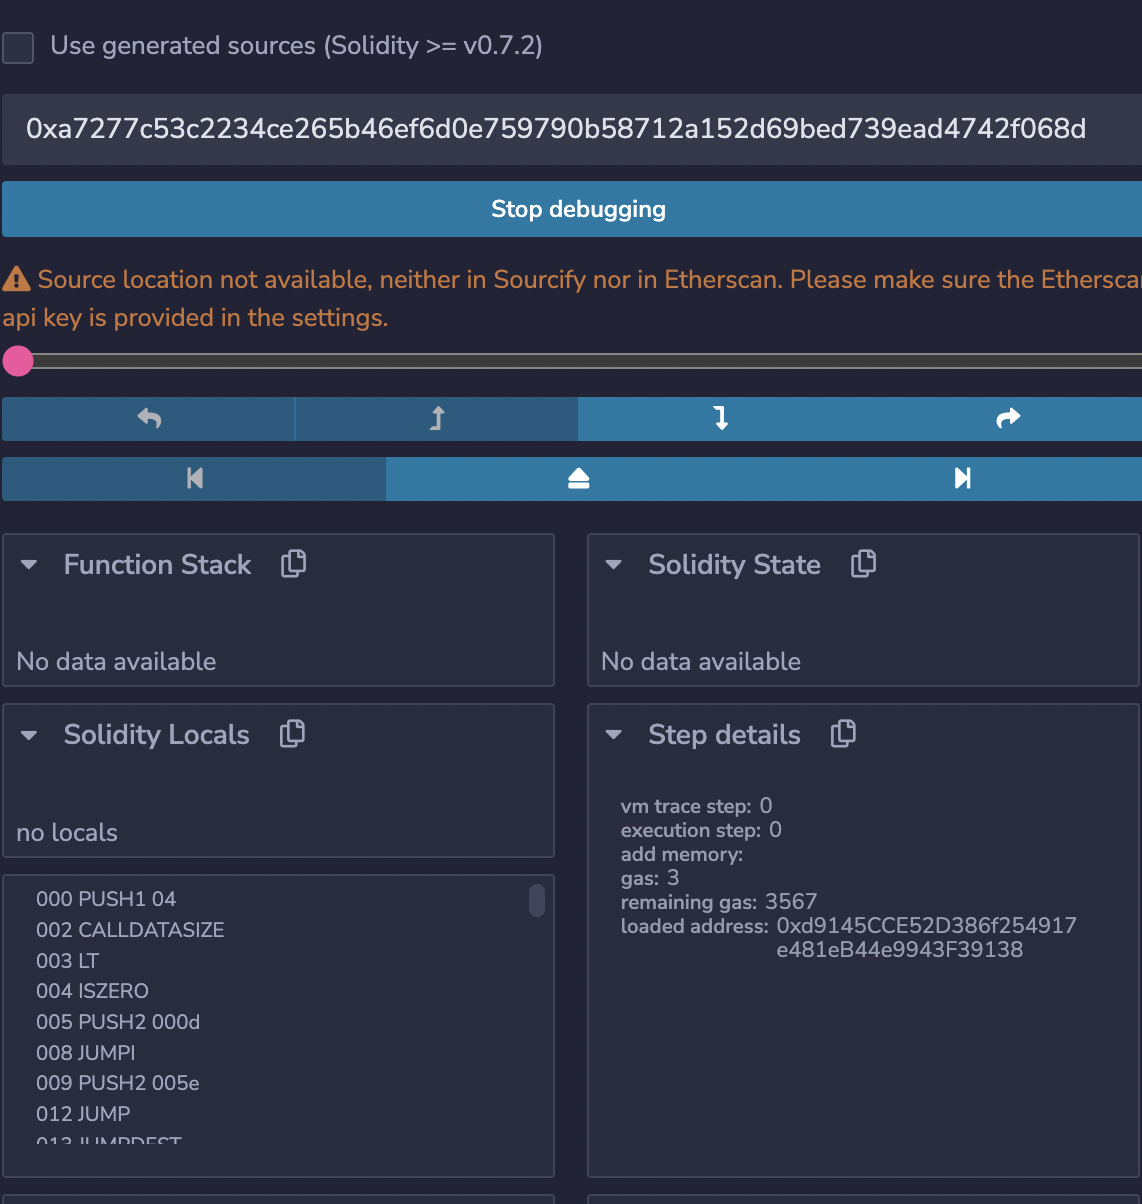 Use generated sources (Solidity >= v0.7.2)
0xa7277c53c2234ce265b46ef6d0e759790b58712a152d69bed739ead4742f068d
Stop debugging
Source location not available, neither in Sourcify nor in Etherscan. Please make sure the Etherscan
api key is provided in the settings.
Function Stack
No data available
Solidity State
No data available
Solidity Locals
no locals
Step details
vm trace step: 0
execution step: 0
add memory:
gas: 3
remaining gas: 3567
loaded address: 0xd9145CCE52D386f254917
e481eB44e9943F39138
000 PUSH1 04
002 CALLDATASIZE
003 LT
004 ISZERO
005 PUSH2 000d
008 JUMPI
009 PUSH2 005e
012 JUMP
013 JUMPDEST